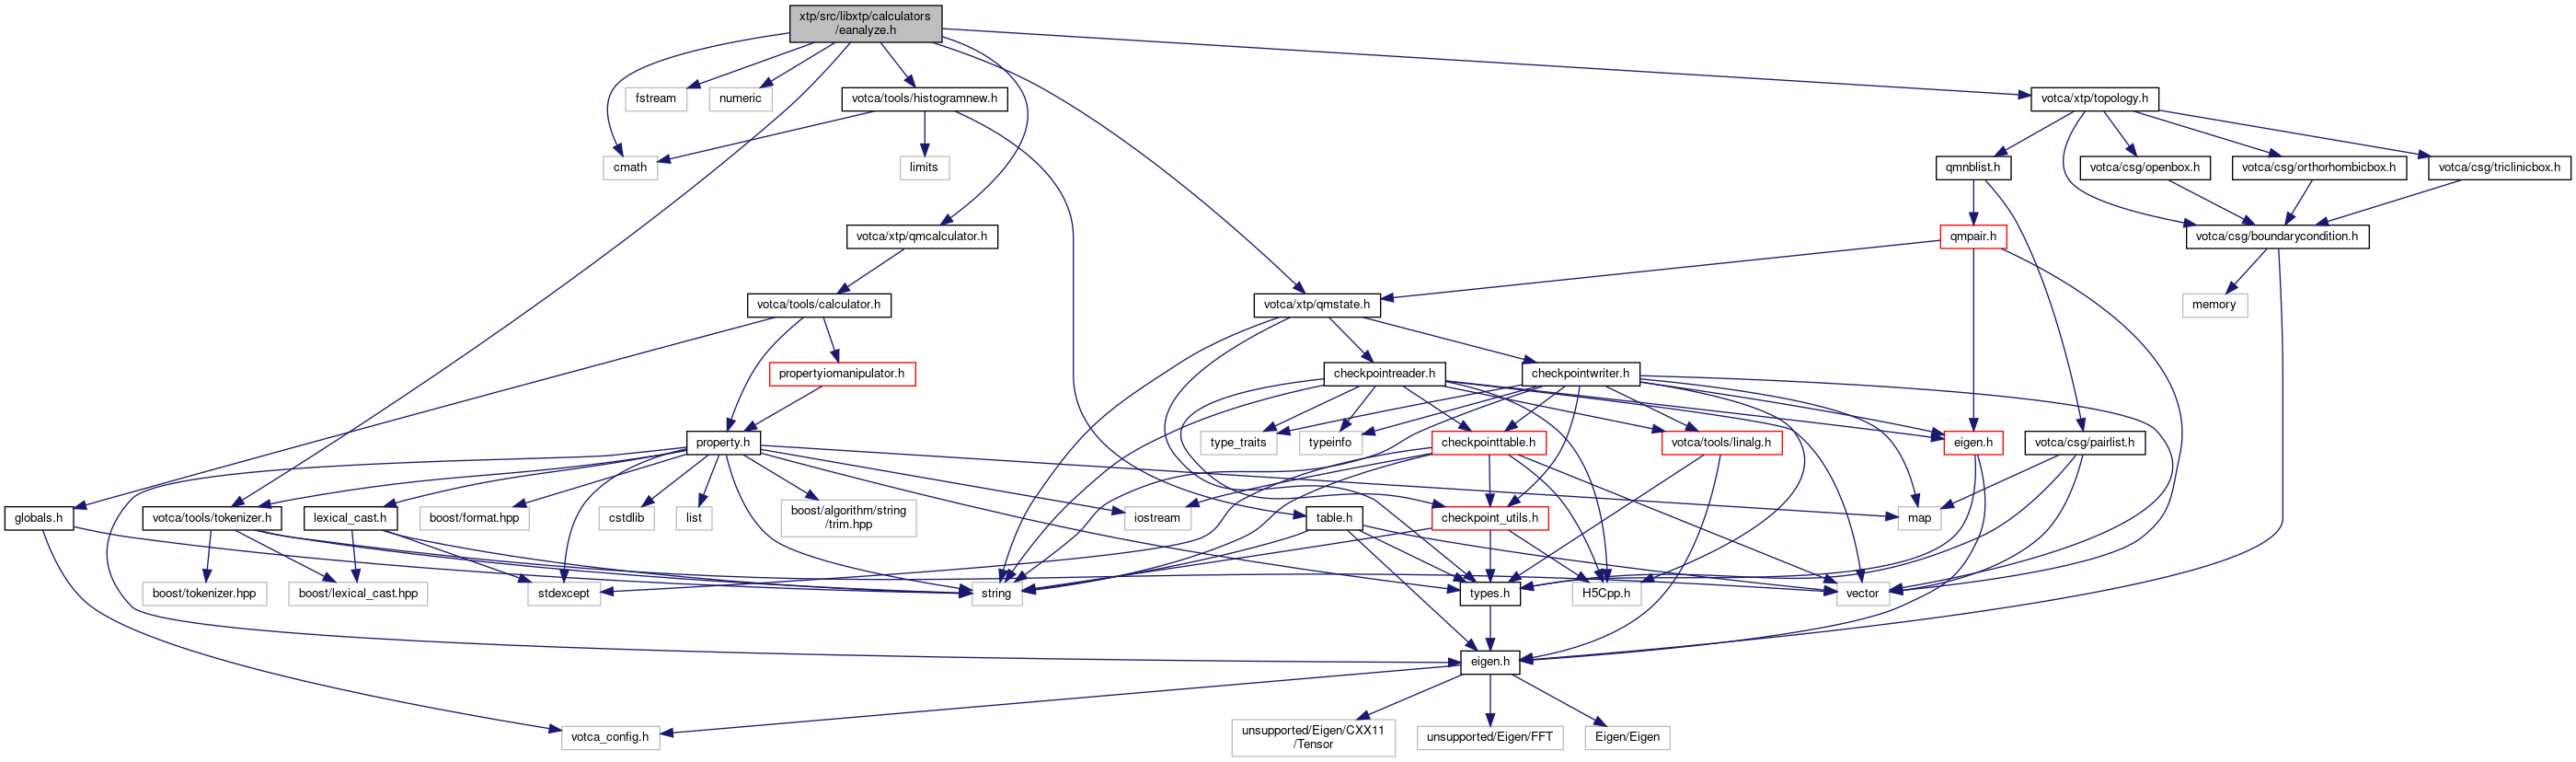 xtp/src/libxtp/calculators
/eanalyze.h
fstream
numeric
votca/tools/histogramnew.h
votca/xtp/topology.h
cmath
limits
qmnblist.h
votca/csg/openbox.h
votca/csg/orthorhombicbox.h
votca/csg/triclinicbox.h
votca/xtp/qmcalculator.h
qmpair.h
votca/csg/boundarycondition.h
votca/tools/calculator.h
votca/xtp/qmstate.h
memory
propertyiomanipulator.h
checkpointreader.h
checkpointwriter.h
property.h
type_traits
typeinfo
checkpointtable.h
votca/tools/linalg.h
eigen.h
votca/csg/pairlist.h
globals.h
votca/tools/tokenizer.h
lexical_cast.h
boost/format.hpp
cstdlib
list
boost/algorithm/string
/trim.hpp
iostream
table.h
checkpoint_utils.h
map
boost/tokenizer.hpp
boost/lexical_cast.hpp
stdexcept
string
types.h
H5Cpp.h
vector
eigen.h
votca_config.h
unsupported/Eigen/CXX11
/Tensor
unsupported/Eigen/FFT
Eigen/Eigen